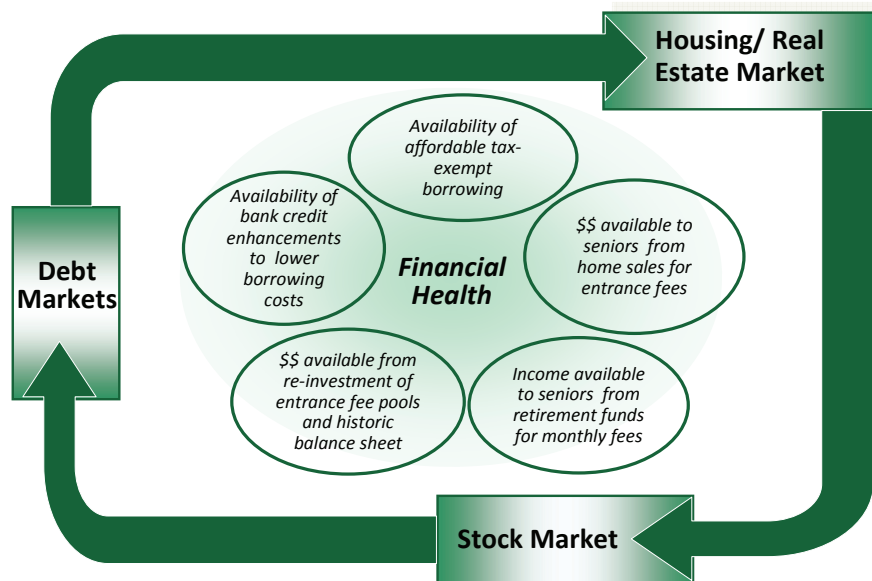 Housing/ Real
Estate Market
Availability of
affordable tax-
exempt
borrowing
Availability of
bank credit
enhancements
to lower
borrowing
costs
$$ available to
seniors from
home sales for
entrance fees
Debt
Markets
Financial
Health
$$ available from
re-investment of
entrance fee pools
and historic
balance sheet
Income available
to seniors from
retirement funds
for monthly fees
Stock Market